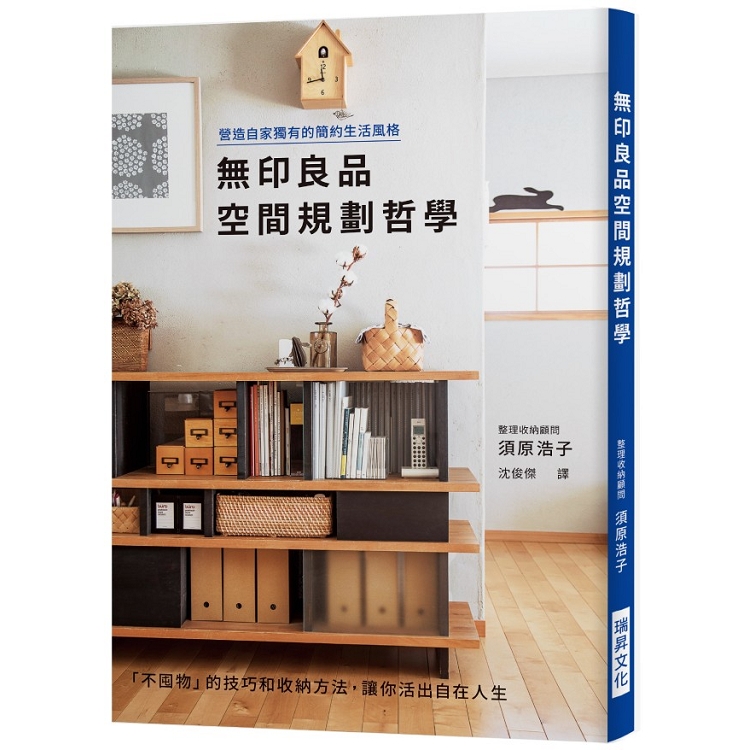 營造自家獨有的簡約生活風格
無印良品
空間規劃哲學
整理收納顧問
須原浩子
沈俊傑 譯
「不囤物」的技巧和收納方法，讓你活出自在人生
無印良品空間規劃哲學
整理收納顧問 須原浩子
瑞昇文化
12
3
6